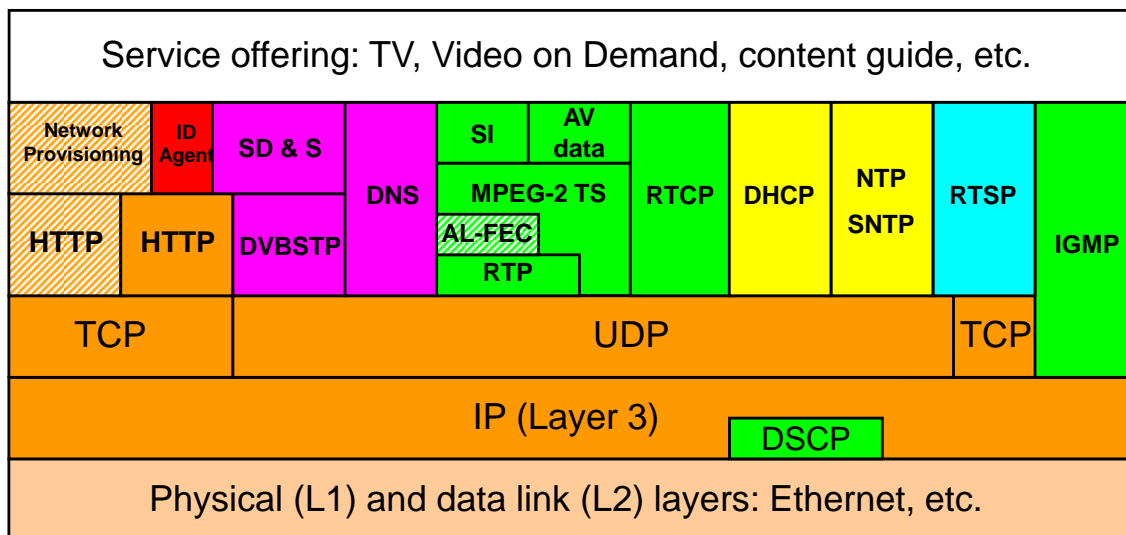 Service offering: TV, Video on Demand, content guide, etc.
Network
Provisioning
ID
Agent
SD & S
DNS
SI
AV
data
MPEG-2 TS
AL-FEC
RTP
RTCP
DHCP
NTP
SNTP
RTSP
IGMP
HTTP
HTTP
DVBSTP
TCP
UDP
TCP
IP (Layer 3)
DSCP
Physical (L1) and data link (L2) layers: Ethernet, etc.